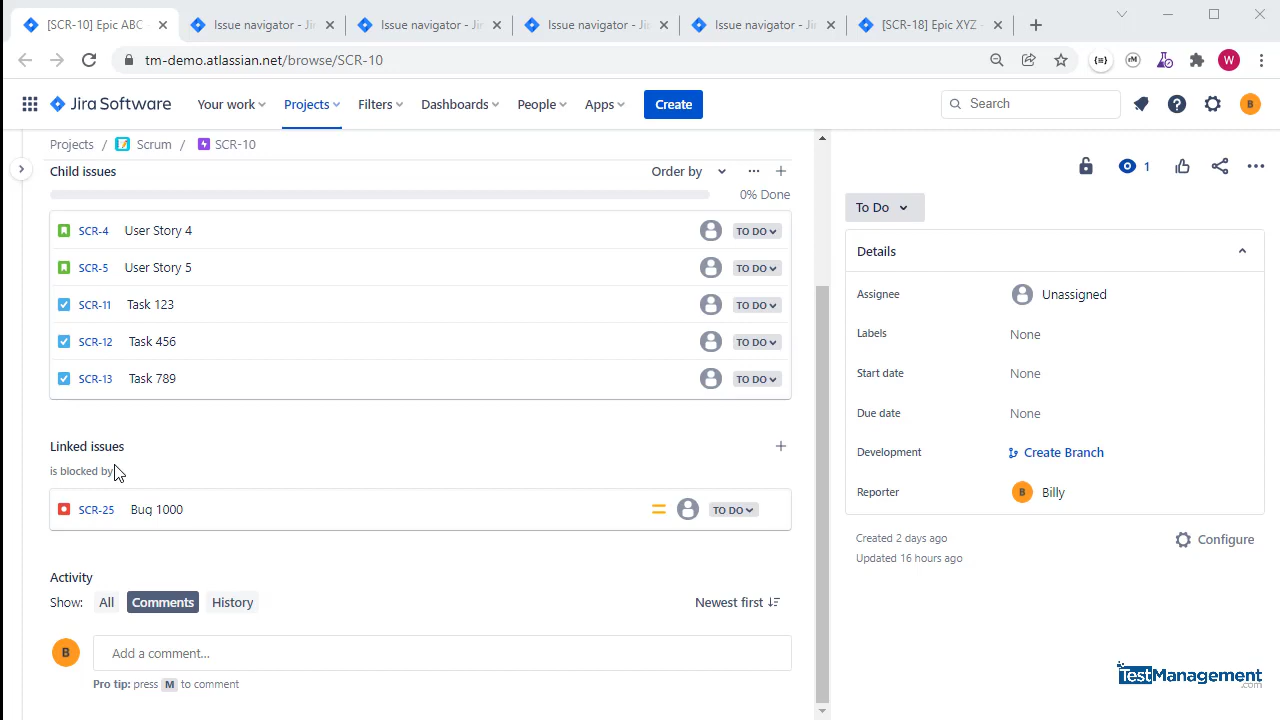 [SCR-10] Epic ABC
Issue navigator - Jir
Issue navigator - Jir
Issue navigator - Jir
Issue navigator - Jir
[SCR-18] Epic XYZ -
tm-demo.atlassian.net/browse/SCR-10
W
Jira Software
Your work
Projects
Filters
Dashboards
People
Apps
Create
Search
B
Projects / Scrum / SCR-10
Child issues
Order by
0% Done
SCR-4 User Story 4 TO DO
SCR-5 User Story 5 TO DO
SCR-11 Task 123 TO DO
SCR-12 Task 456 TO DO
SCR-13 Task 789 TO DO
Linked issues
is blocked by
SCR-25 Bug 1000 TO DO
Activity
Show: All Comments History
Newest first
B
Add a comment...
Pro tip: press M to comment
1
To Do
Details
Assignee Unassigned
Labels None
Start date None
Due date None
Development Create Branch
Reporter B Billy
Created 2 days ago
Updated 16 hours ago
Configure
TestManagement
.com